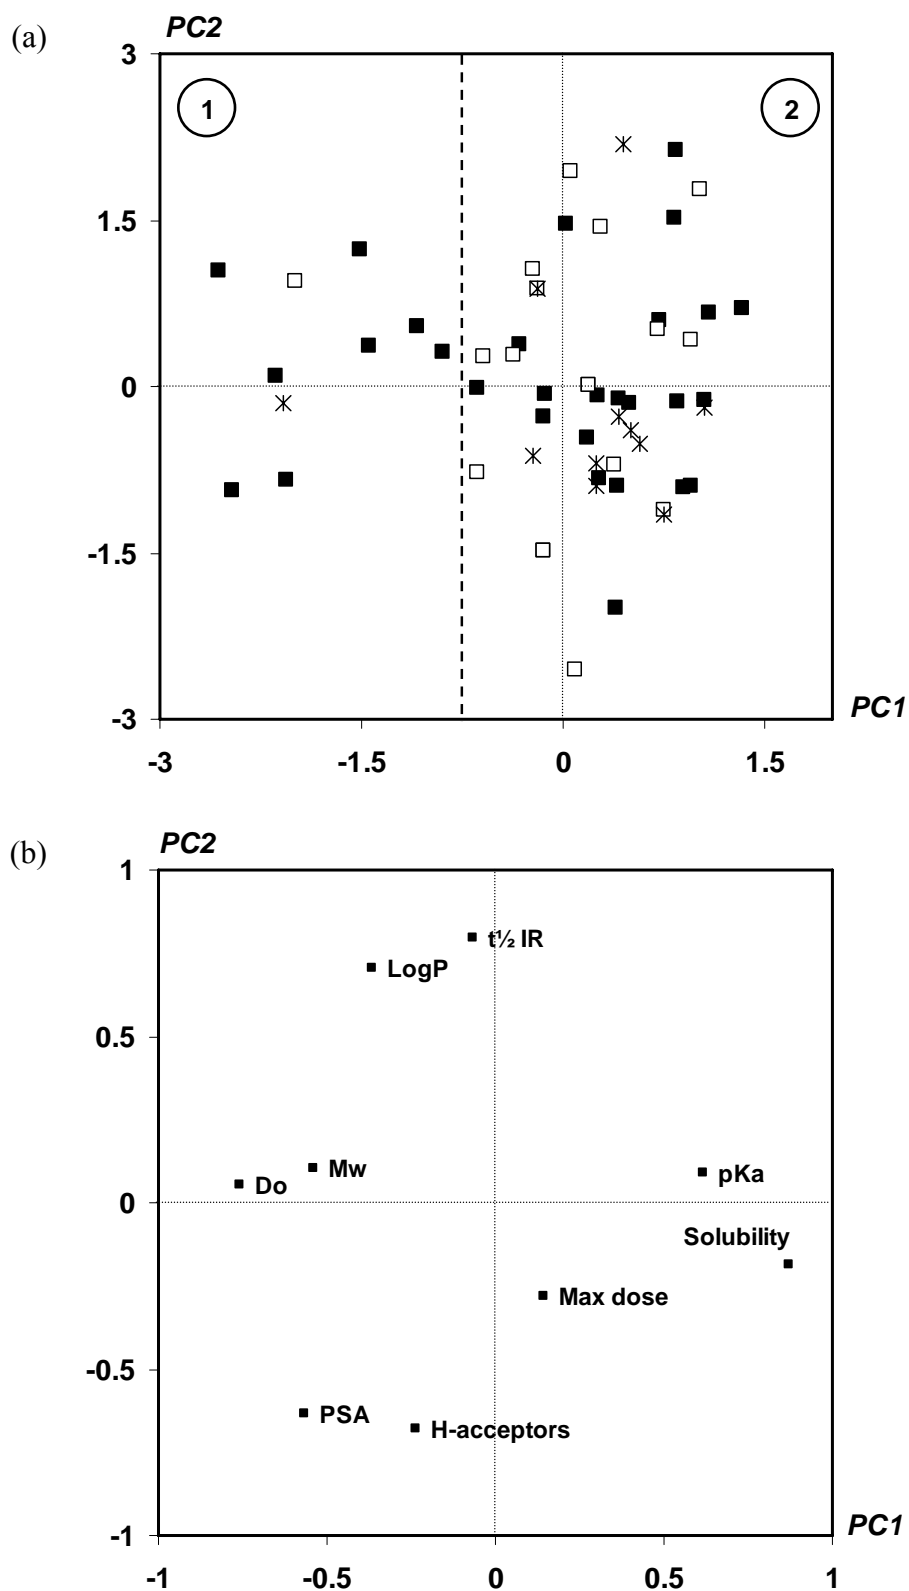 (a)
PC2
3
1
2
1.5
0
-1.5
-3
PC1
-3 -1.5 0 1.5
(b)
PC2
1
t½ IR
LogP
0.5
Mw
Do
pKa
0
Solubility
Max dose
-0.5
PSA
H-acceptors
-1
PC1
-1 -0.5 0 0.5 1